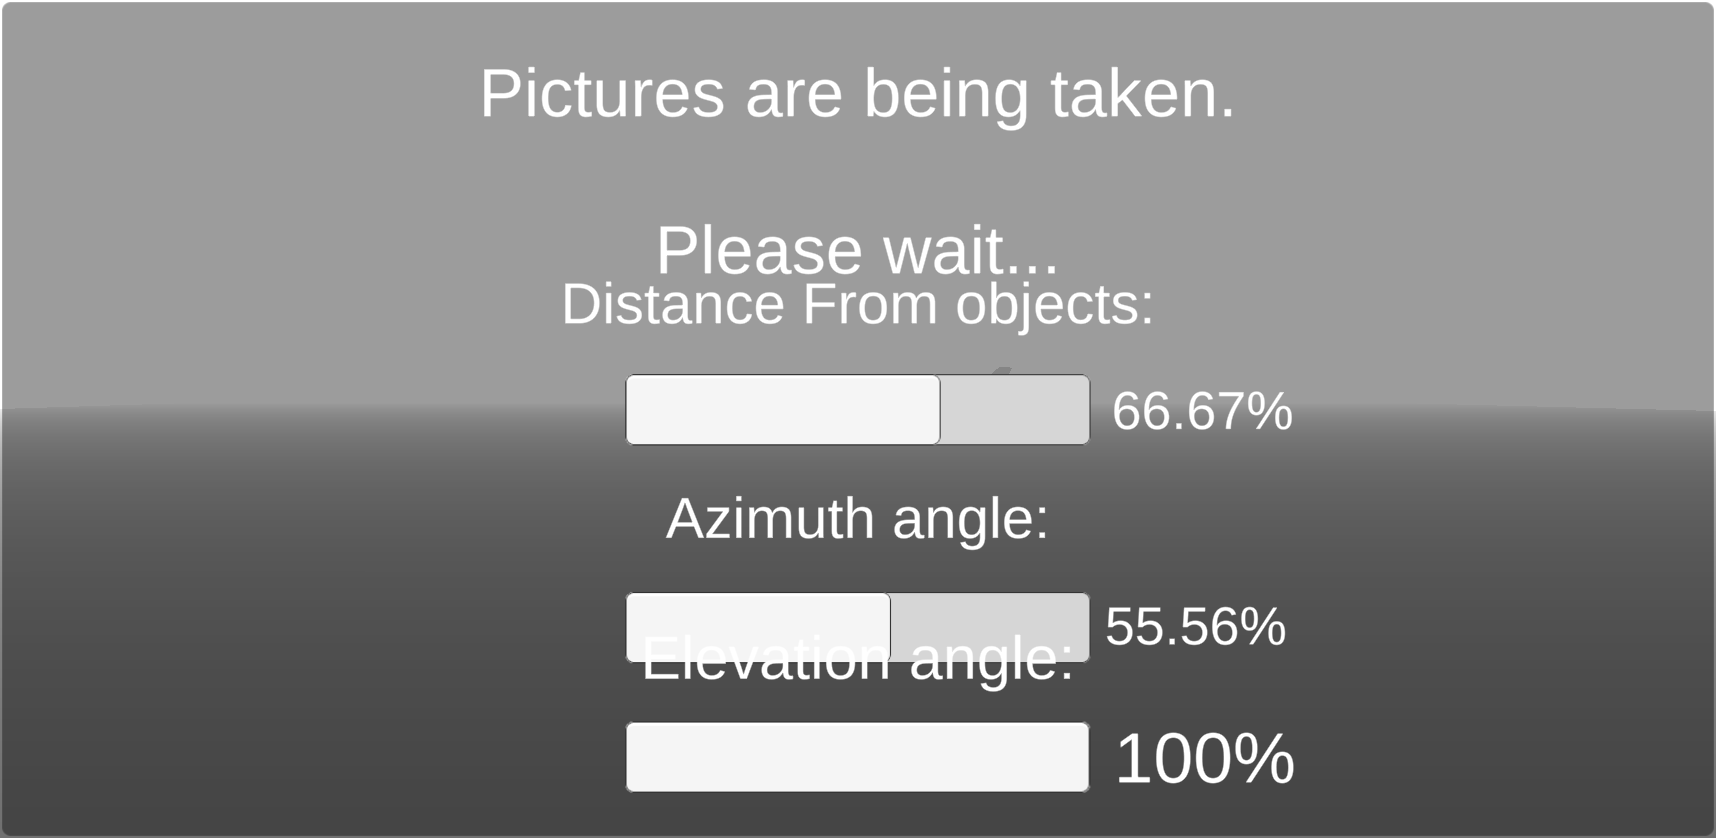 Pictures are being taken.
Please wait...
Distance From objects:
66.67%
Azimuth angle:
55.56%
Elevation angle:
100%